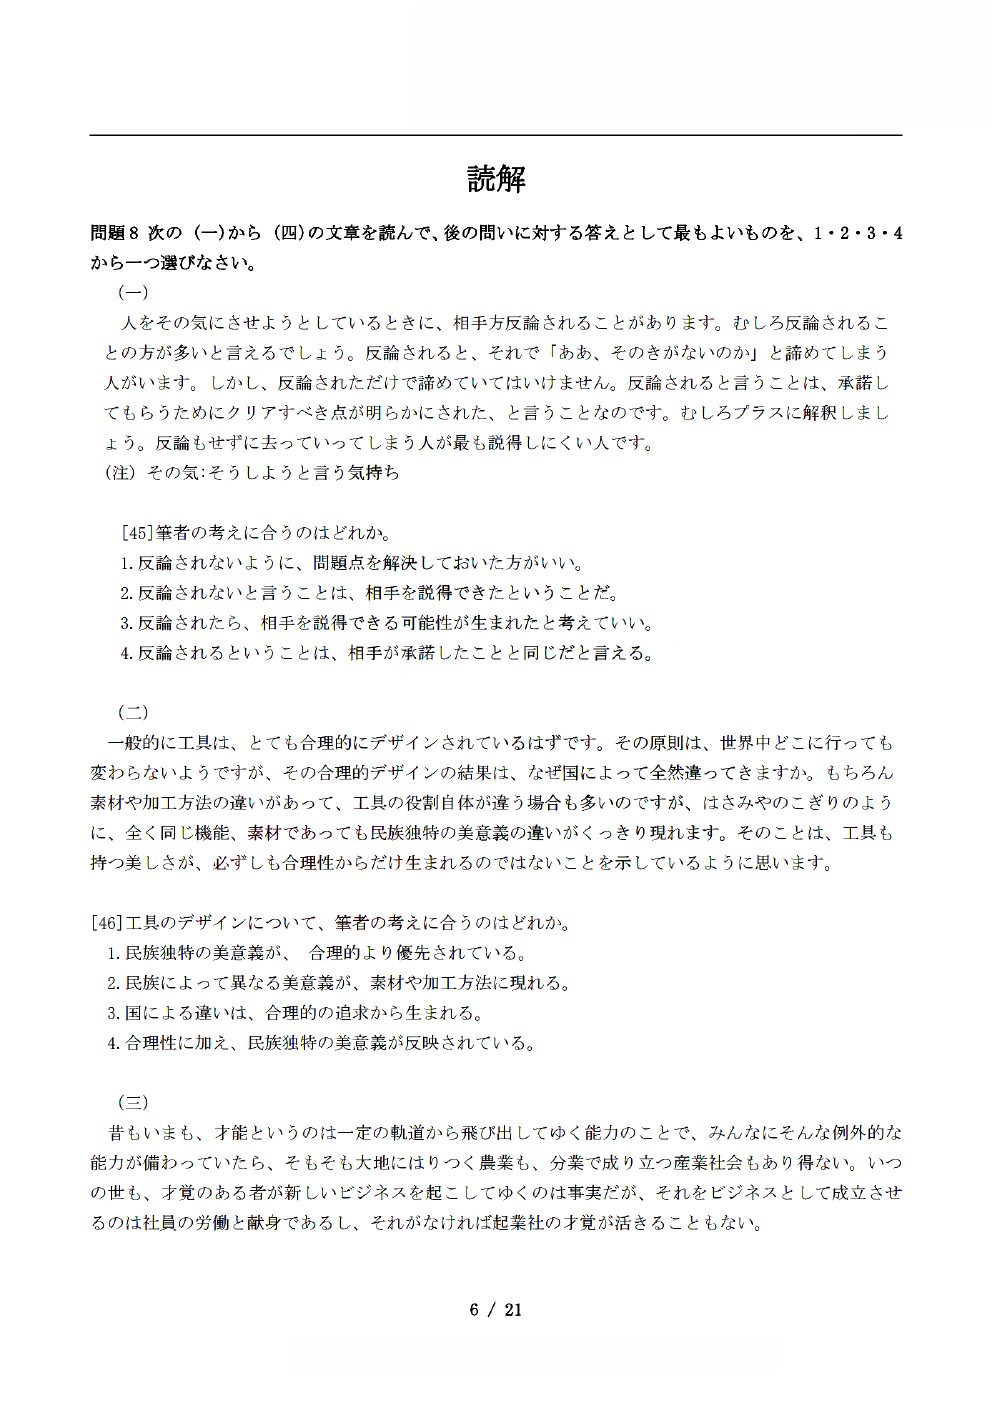 読解
問題８ 次の（一）から（四）の文章を読んで、後の問いに対する答えとして最もよいものを、１・２・３・４
から一つ選びなさい。
（一）
人をその気にさせようとしているときに、相手方反論されることがあります。むしろ反論されるこ
との方が多いと言えるでしょう。反論されると、それで「ああ、そのきがないのか」と諦めてしまう
人がいます。しかし、反論されただけで諦めていてはいけません。反論されると言うことは、承諾し
てもらうためにクリアすべき点が明らかにされた、と言うことなのです。むしろプラスに解釈しまし
ょう。反論もせずに去っていってしまう人が最も説得しにくい人です。
（注）その気：そうしようと言う気持ち
[45]筆者の考えに合うのはどれか。
1.反論されないように、問題点を解決しておいた方がいい。
2.反論されないと言うことは、相手を説得できたということだ。
3.反論されたら、相手を説得できる可能性が生まれたと考えていい。
4.反論されるということは、相手が承諾したことと同じだと言える。
（二）
一般的に工具は、とても合理的にデザインされているはずです。その原則は、世界中どこに行っても
変わらないようですが、その合理的デザインの結果は、なぜ国によって全然違ってきますか。もちろん
素材や加工方法の違いがあって、工具の役割自体が違う場合も多いのですが、はさみやのこぎりのよう
に、全く同じ機能、素材であっても民族独特の美意義の違いがくっきり現れます。そのことは、工具も
持つ美しさが、必ずしも合理性からだけ生まれるのではないことを示しているように思います。
[46]工具のデザインについて、筆者の考えに合うのはどれか。
1.民族独特の美意義が、 合理的より優先されている。
2.民族によって異なる美意義が、素材や加工方法に現れる。
3.国による違いは、合理的の追求から生まれる。
4.合理性に加え、民族独特の美意義が反映されている。
（三）
昔もいまも、才能というのは一定の軌道から飛び出してゆく能力のことで、みんなにそんな例外的な
能力が備わっていたら、そもそも大地にはりつく農業も、分業で成り立つ産業社会もあり得ない。いつ
の世も、才覚のある者が新しいビジネスを起こしてゆくのは事実だが、それをビジネスとして成立させ
るのは社員の労働と献身であるし、それがなければ起業社の才覚が活きることもない。
6 / 21